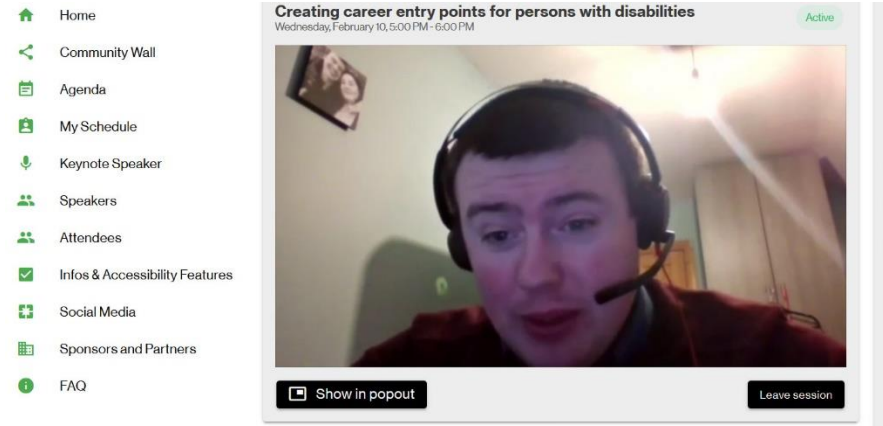 Home
Community Wall
Agenda
My Schedule
Keynote Speaker
Speakers
Attendees
Infos & Accessibility Features
Social Media
Sponsors and Partners
FAQ
Creating career entry points for persons with disabilities
Wednesday, February 10, 5:00 PM - 6:00 PM
Active
Show in popout
Leave session